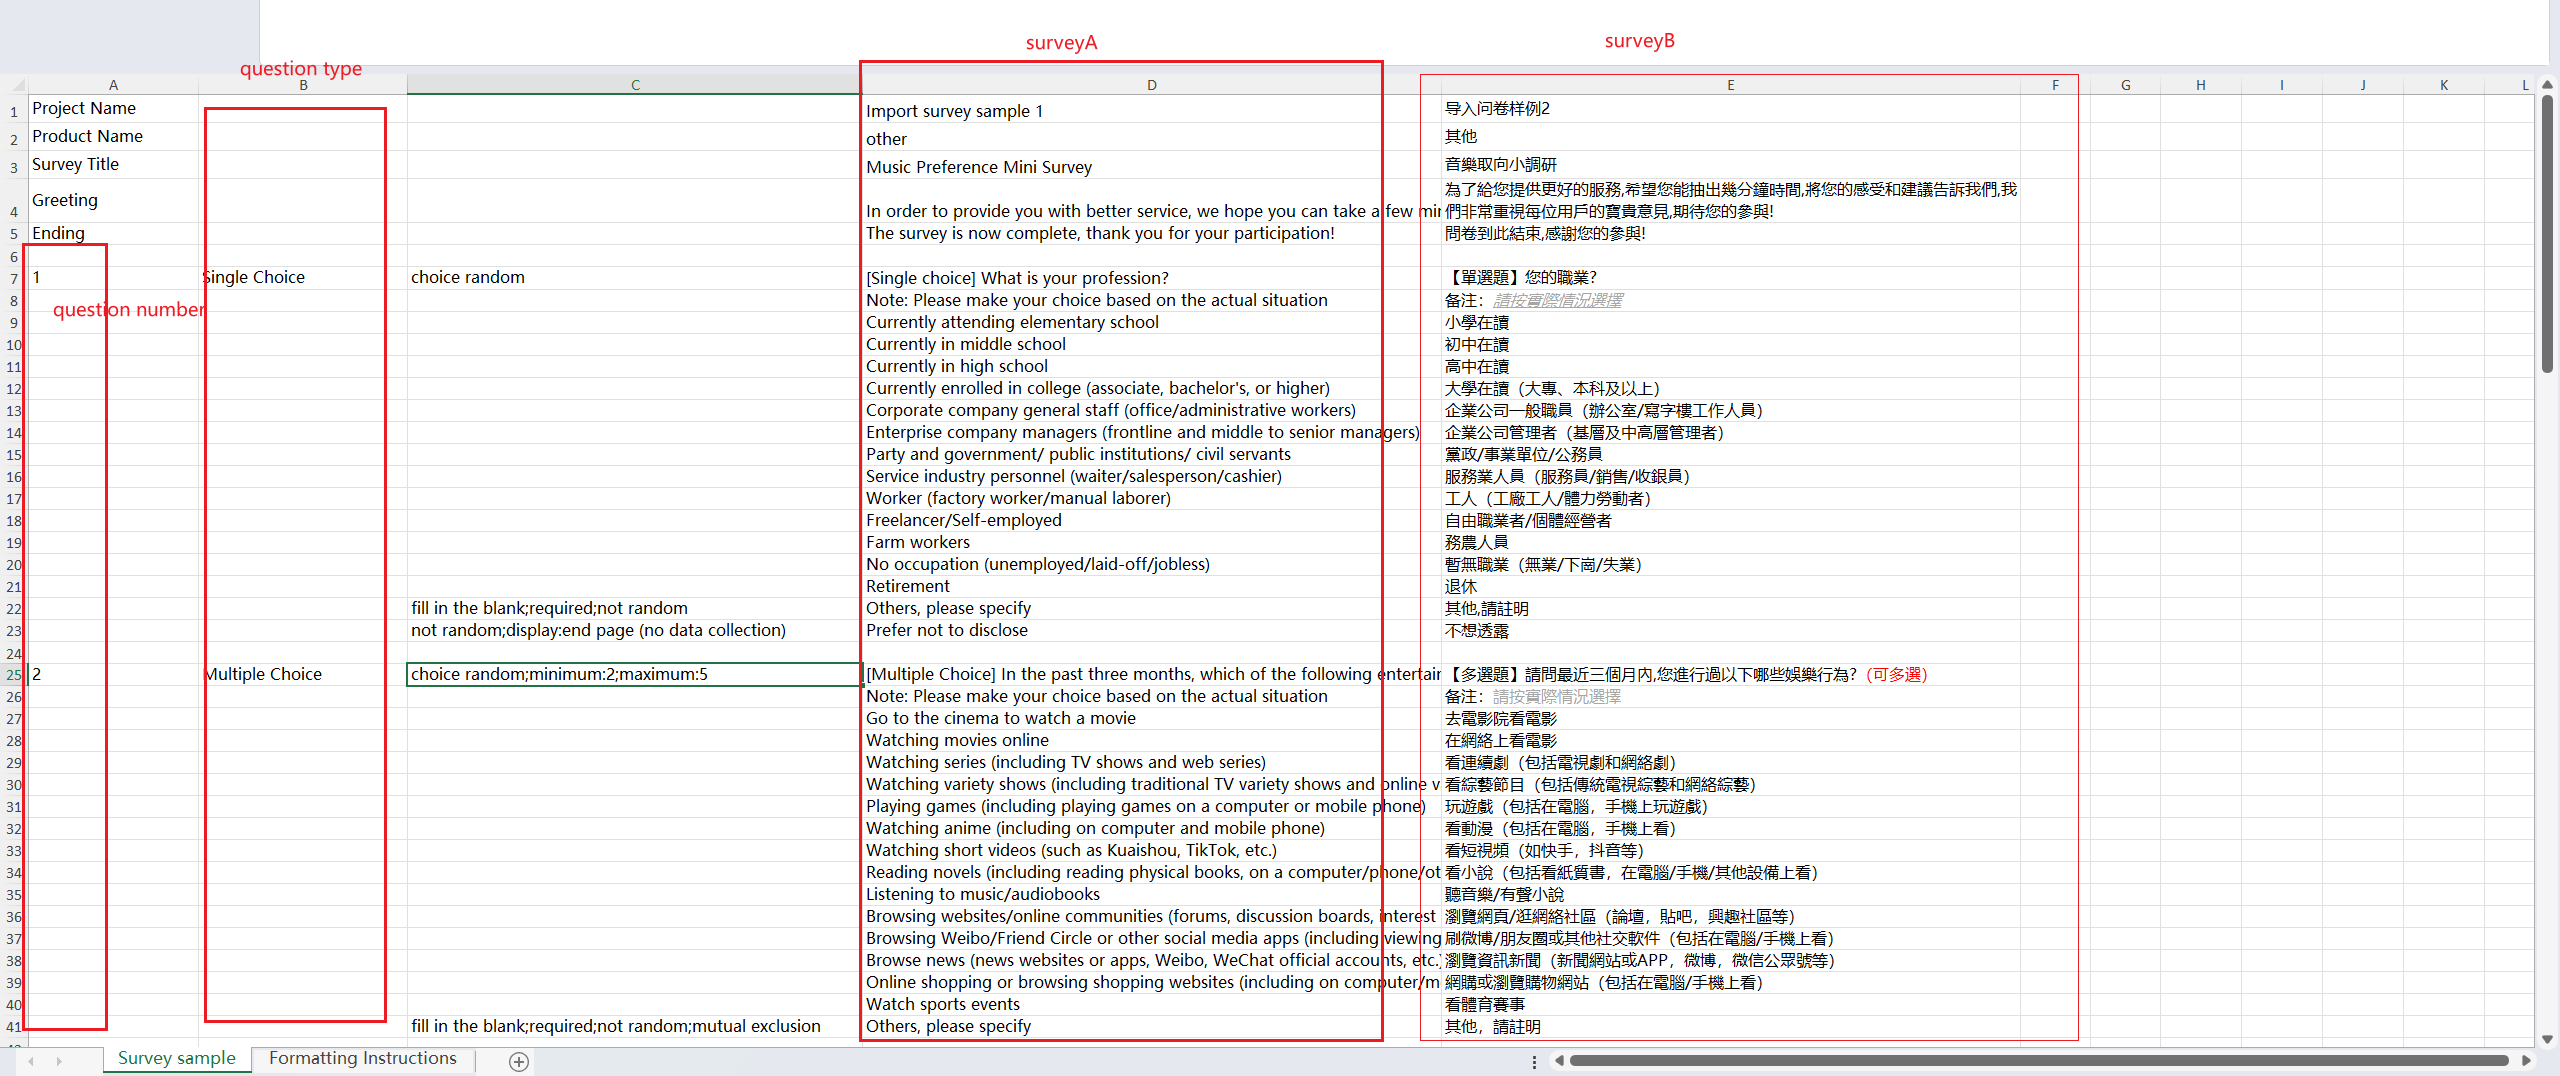 surveyA
surveyB
question type
A B C D E F G H I J K L
1 Project Name Import survey sample 1 导入问卷样例2
2 Product Name other 其他
3 Survey Title Music Preference Mini Survey 音樂取向小調研
為了給您提供更好的服務,希望您能抽出幾分鐘時間,將您的感受和建議告訴我們,我
4 Greeting In order to provide you with better service, we hope you can take a few 們非常重視每位用戶的寶貴意見,期待您的參與!
5 Ending The survey is now complete, thank you for your participation! 問卷到此結束,感謝您的參與!
6
7 1 Single Choice choice random [Single choice] What is your profession? 【單選題】您的職業?
8 Note: Please make your choice based on the actual situation 备注：請按實際情況選擇
question number
9 Currently attending elementary school 小學在讀
10 Currently in middle school 初中在讀
11 Currently in high school 高中在讀
12 Currently enrolled in college (associate, bachelor's, or higher) 大學在讀（大專、本科及以上）
13 Corporate company general staff (office/administrative workers) 企業公司一般職員（辦公室/寫字樓工作人員）
14 Enterprise company managers (frontline and middle to senior managers) 企業公司管理者（基層及中高層管理者）
15 Party and government/ public institutions/ civil servants 黨政/事業單位/公務員
16 Service industry personnel (waiter/salesperson/cashier) 服務業人員（服務員/銷售/收銀員）
17 Worker (factory worker/manual laborer) 工人（工廠工人/體力勞動者）
18 Freelancer/Self-employed 自由職業者/個體經營者
19 Farm workers 務農人員
20 No occupation (unemployed/laid-off/jobless) 暫無職業（無業/下崗/失業）
21 Retirement 退休
22 fill in the blank;required;not random Others, please specify 其他,請註明
23 not random;display:end page (no data collection) Prefer not to disclose 不想透露
24
25 2 Multiple Choice choice random;minimum:2;maximum:5 [Multiple Choice] In the past three months, which of the following entertain 【多選題】請問最近三個月内,您進行過以下哪些娛樂行為?（可多選）
26 Note: Please make your choice based on the actual situation 备注：請按實際情況選擇
27 Go to the cinema to watch a movie 去電影院看電影
28 Watching movies online 在網絡上看電影
29 Watching series (including TV shows and web series) 看連續劇（包括電視劇和網絡劇）
30 Watching variety shows (including traditional TV variety shows and online v 看綜藝節目（包括傳統電視綜藝和網絡綜藝）
31 Playing games (including playing games on a computer or mobile phone) 玩遊戲（包括在電腦，手機上玩遊戲）
32 Watching anime (including on computer and mobile phone) 看動漫（包括在電腦，手機上看）
33 Watching short videos (such as Kuaishou, TikTok, etc.) 看短視頻（如快手，抖音等）
34 Reading novels (including reading physical books, on a computer/phone/ot 看小說（包括看紙質書，在電腦/手機/其他設備上看）
35 Listening to music/audiobooks 聽音樂/有聲小說
36 Browsing websites/online communities (forums, discussion boards, interest 瀏覽網頁/逛網絡社區（論壇，貼吧，興趣社區等）
37 Browsing Weibo/Friend Circle or other social media apps (including viewing 刷微博/朋友圈或其他社交軟件（包括在電腦/手機上看）
38 Browse news (news websites or apps, Weibo, WeChat official accounts, etc.) 瀏覽資訊新聞（新聞網站或APP，微博，微信公眾號等）
39 Online shopping or browsing shopping websites (including on computer/m 網購或瀏覽購物網站（包括在電腦/手機上看）
40 Watch sports events 看體育賽事
41 fill in the blank;required;not random;mutual exclusion Others, please specify 其他，請註明
Survey sample Formatting Instructions